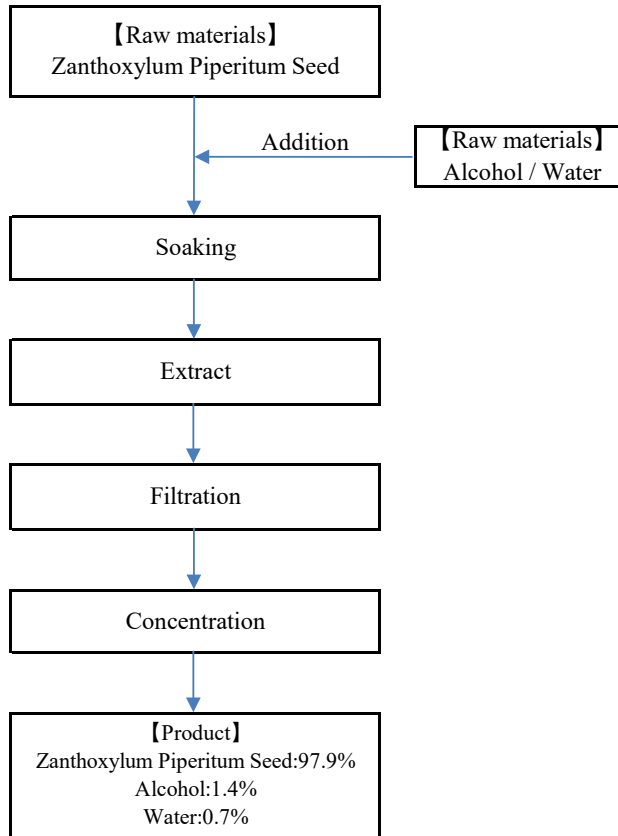 【Raw materials】
Zanthoxylum Piperitum Seed
Addition
【Raw materials】
Alcohol / Water
Soaking
Extract
Filtration
Concentration
【Product】
Zanthoxylum Piperitum Seed:97.9%
Alcohol:1.4%
Water:0.7%